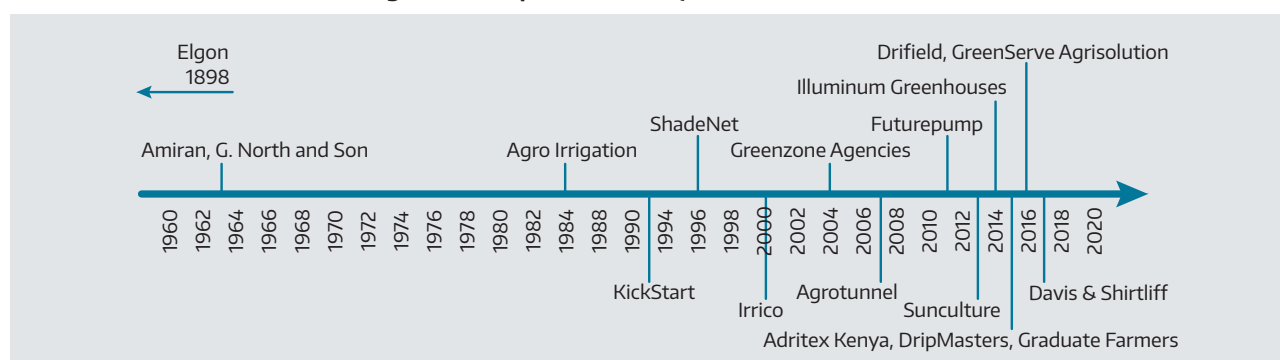 Elgon
1898
Drifield, GreenServe Agrisolution
Illuminum Greenhouses
ShadeNet
Futurepump
Amiran, G. North and Son
Agro Irrigation
Greenzone Agencies
1960
1962
1964
1966
1968
1970
1972
1974
1976
1978
1980
1982
1984
1988
1990
1994
1996
1998
2000
2002
2004
2006
2008
2010
2012
2014
2016
2018
2020
KickStart
Irrico
Agrotunnel
Sunculture
Davis & Shirtliff
Adritex Kenya, DripMasters, Graduate Farmers